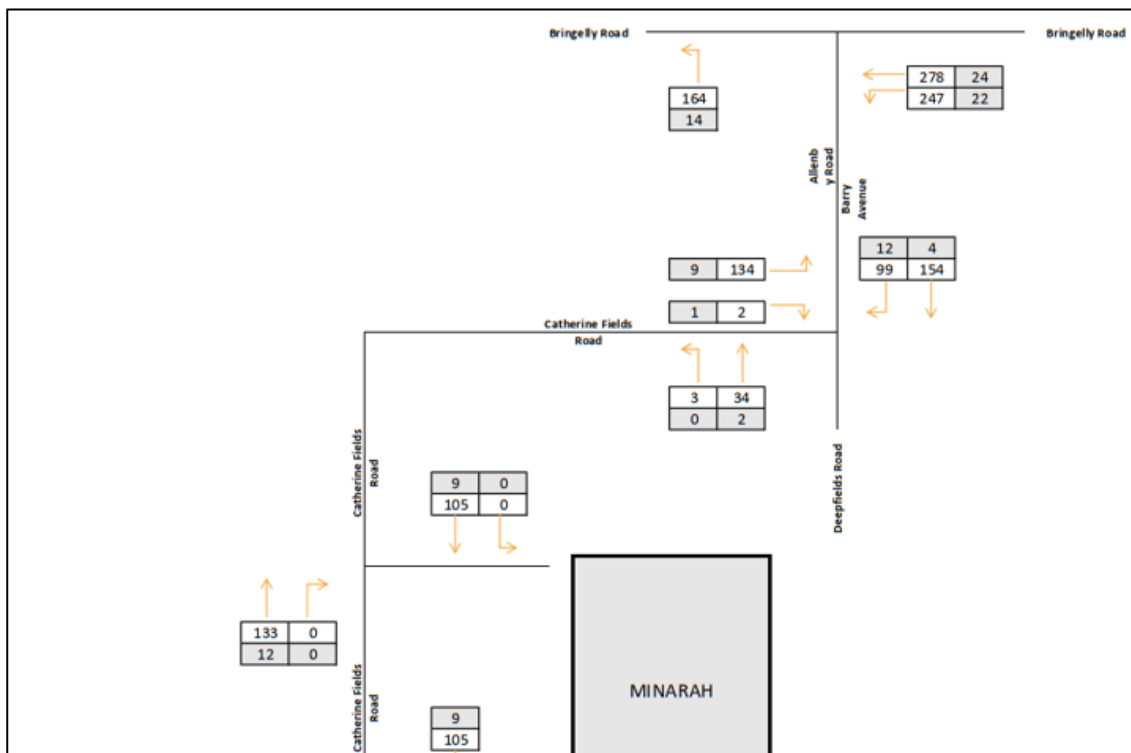 Bringelly Road
Bringelly Road
278 24
247 22
164
14
Allenb
y Road
Barry
Avenue
12 4
99 154
9 134
1 2
Catherine Fields
Road
3 34
0 2
Catherine Fields
Road
Deepfields Road
9 0
105 0
133 0
12 0
MINARAH
Catherine Fields
Road
9
105